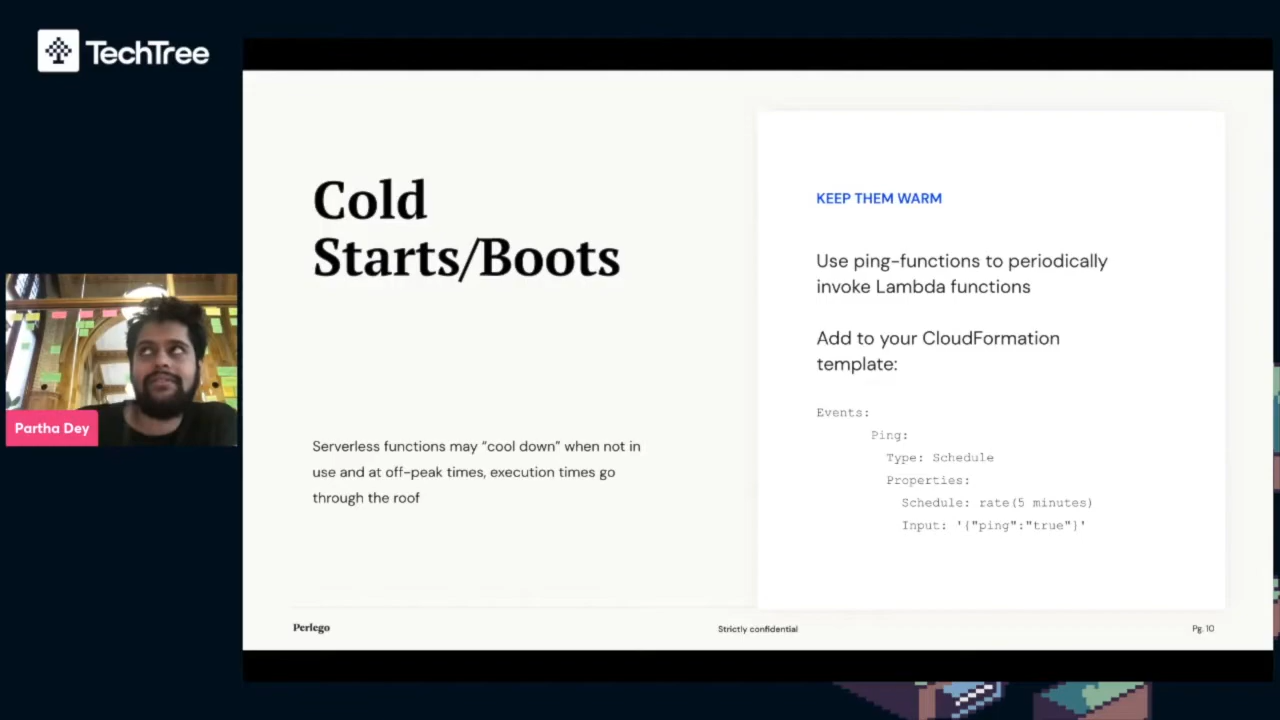 TechTree
Cold
Starts/Boots
Serverless functions may “cool down” when not in
use and at off-peak times, execution times go
through the roof
KEEP THEM WARM
Use ping-functions to periodically
invoke Lambda functions
Add to your CloudFormation
template:
Events:
Ping:
Type: Schedule
Properties:
Schedule: rate(5 minutes)
Input: '{"ping":"true"}'
Partha Dey
Perlego
Strictly confidential
Pg. 10